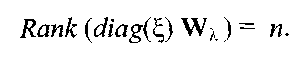 Rank (diag(ξ) W_λ) = n.